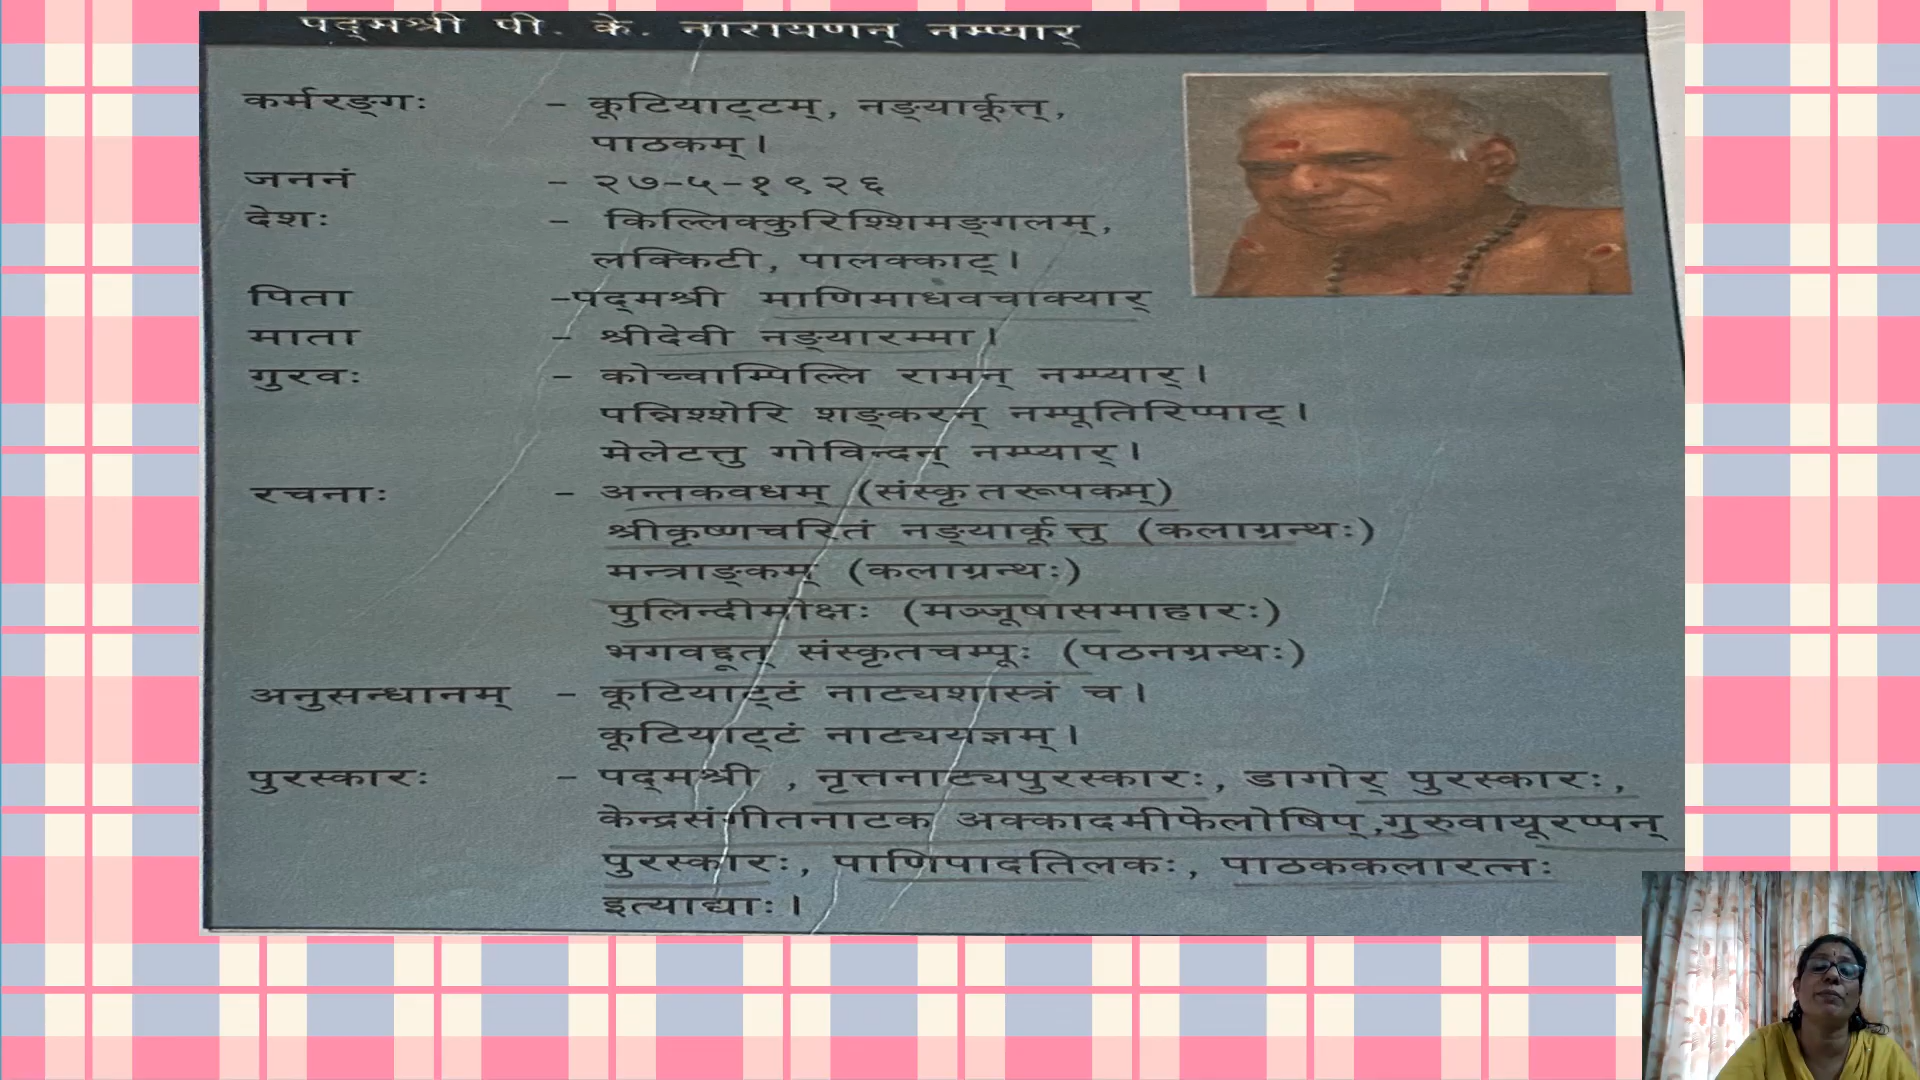 पद्मश्री पी. के. नारायणन् नम्प्यार्
कर्मरङ्गः - कूटियाट्टम्, नङ्यार्कूत्त्,
पाठकम्।
जननं - २७-५-१९२६
देशः - किल्लिक्कुरिश्शिमङ्गलम्,
लक्किटी, पालक्काट्।
पिता -पद्मश्री माणिमाधवचाक्यार्
माता - श्रीदेवी नङ्यारम्मा।
गुरवः - कोच्चाम्पिल्लि रामन् नम्प्यार्।
पन्निश्शेरि शङ्करन् नम्पूतिरिप्पाट्।
मेलेटत्तु गोविन्दन् नम्प्यार्।
रचनाः - अन्तकवधम् (संस्कृतरूपकम्)
श्रीकृष्णचरितं नङ्यार्कूत्तु (कलाग्रन्थः)
मन्त्राङ्कम् (कलाग्रन्थः)
पुलिन्दीमोक्षः (मञ्जूषासमाहारः)
भगवद्दूत् संस्कृतचम्पूः (पठनग्रन्थः)
अनुसन्धानम् - कूटियाट्टं नाट्यशास्त्रं च।
कूटियाट्टं नाट्ययज्ञम्।
पुरस्कारः - पद्मश्री , नृत्तनाट्यपुरस्कारः, डागोर् पुरस्कारः,
केन्द्रसंगीतनाटक अक्कादमीफेलोषिप्,गुरुवायूरप्पन्
पुरस्कारः, पाणिपादतिलकः, पाठककलारत्नः
इत्याद्याः।